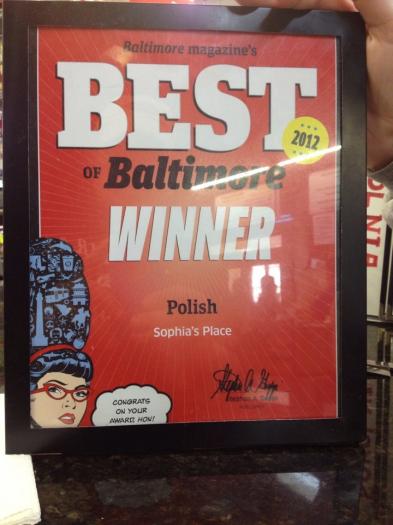 Baltimore magazine's
BEST
2012
OF Baltimore
WINNER
Polish
Sophia's Place
CONGRATS
ON YOUR
AWARD, HON!